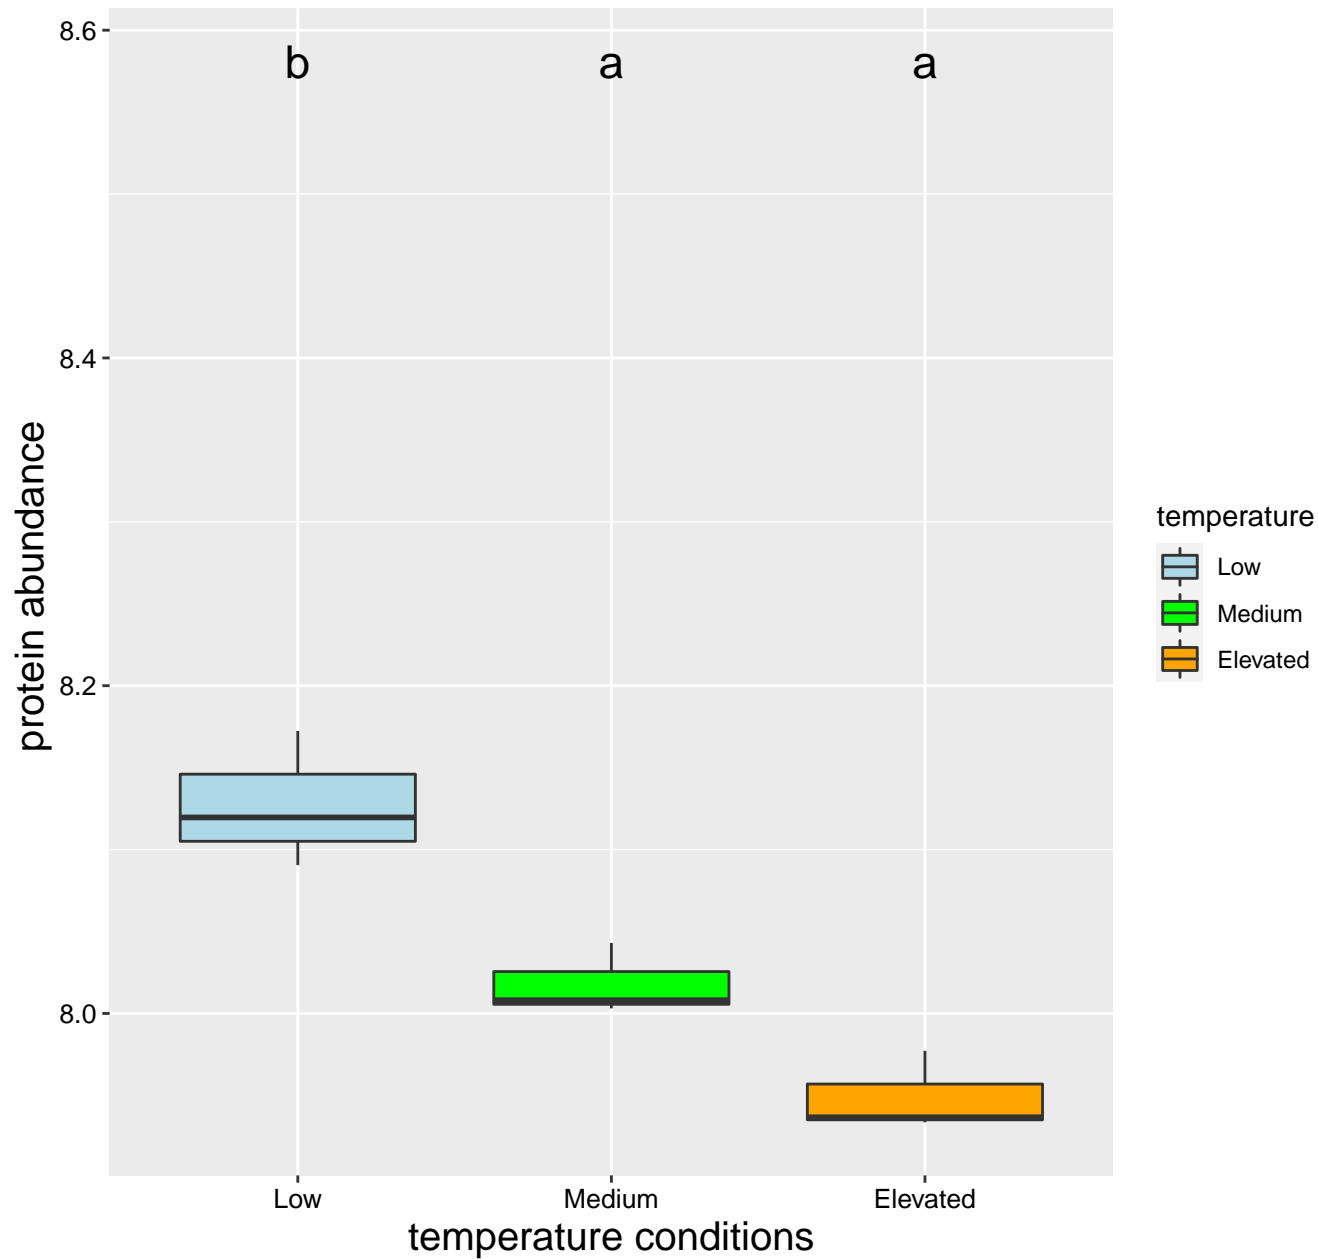 8.6
b a a
8.4
protein abundance
temperature
Low
Medium
Elevated
8.2
8.0
Low Medium Elevated
temperature conditions